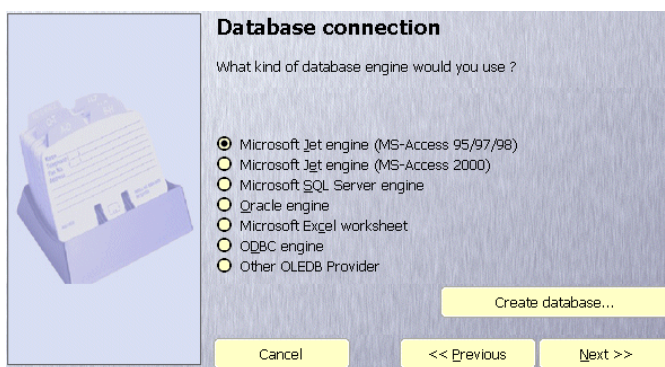 Database connection
What kind of database engine would you use ?
Microsoft Jet engine (MS-Access 95/97/98)
Microsoft Jet engine (MS-Access 2000)
Microsoft SQL Server engine
Oracle engine
Microsoft Excel worksheet
ODBC engine
Other OLEDB Provider
Create database...
Cancel
<< Previous
Next >>